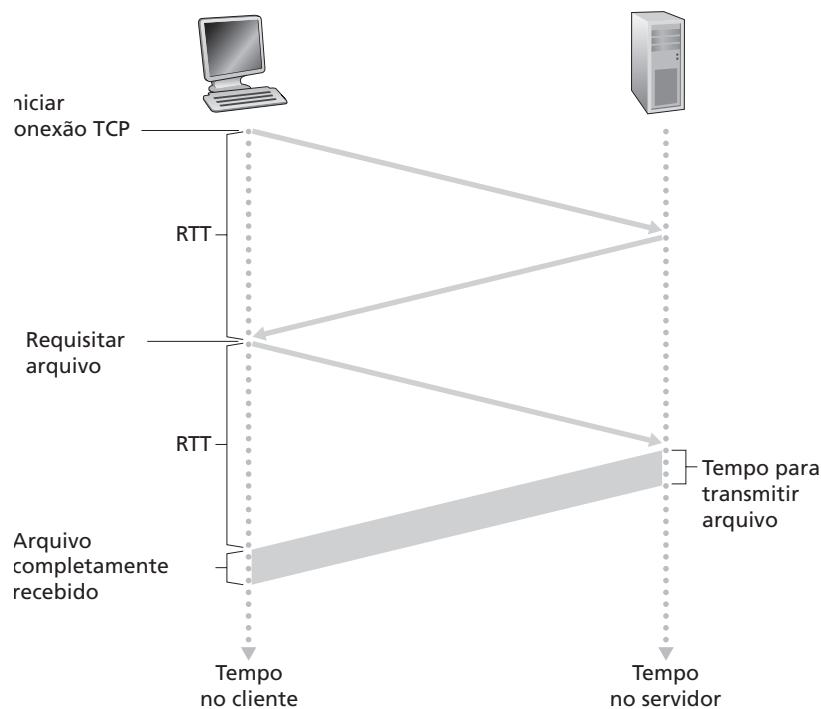 niciar
onexão TCP
RTT
Requisitar
arquivo
RTT
Tempo para
transmitir
arquivo
Arquivo
completamente
recebido
Tempo
no cliente
Tempo
no servidor